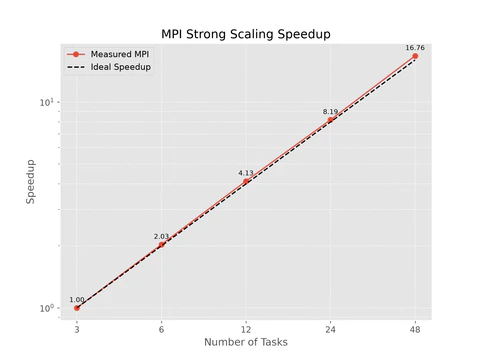 MPI Strong Scaling Speedup
Measured MPI
Ideal Speedup
16.76
8.19
4.13
2.03
1.00
10¹
10⁰
Speedup
3 6 12 24 48
Number of Tasks